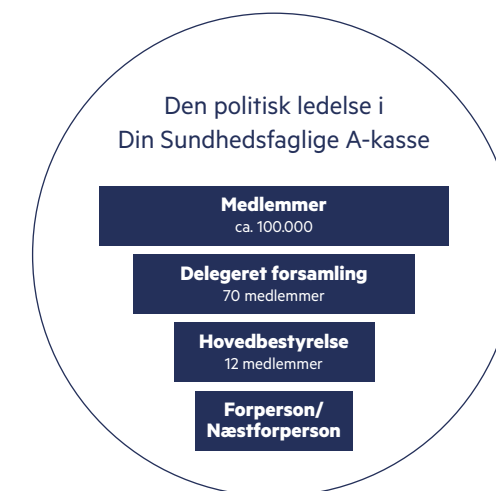 Den politisk ledelse i
Din Sundhedsfaglige A-kasse
Medlemmer
ca. 100.000
Delegeret forsamling
70 medlemmer
Hovedbestyrelse
12 medlemmer
Forperson/
Næstforperson